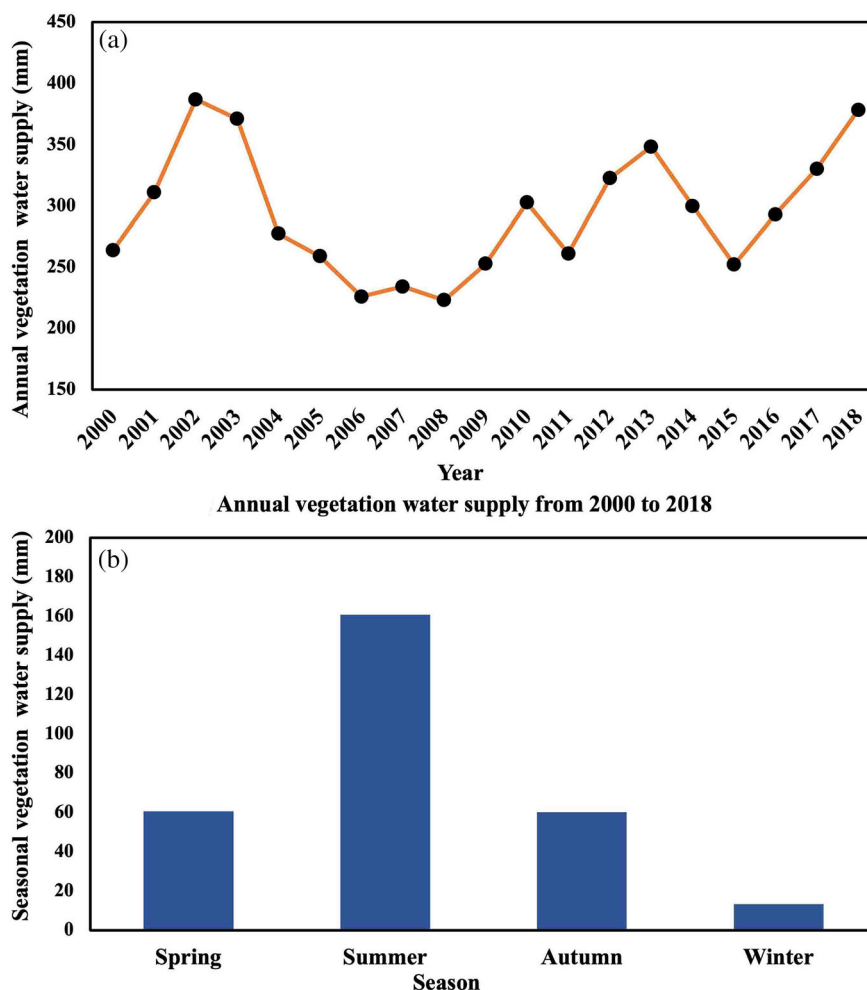 (a)
Annual vegetation water supply (mm)
450
400
350
300
250
200
150
2000 2001 2002 2003 2004 2005 2006 2007 2008 2009 2010 2011 2012 2013 2014 2015 2016 2017 2018
Year
Annual vegetation water supply from 2000 to 2018
(b)
Seasonal vegetation water supply (mm)
200
180
160
140
120
100
80
60
40
20
0
Spring Summer Autumn Winter
Season